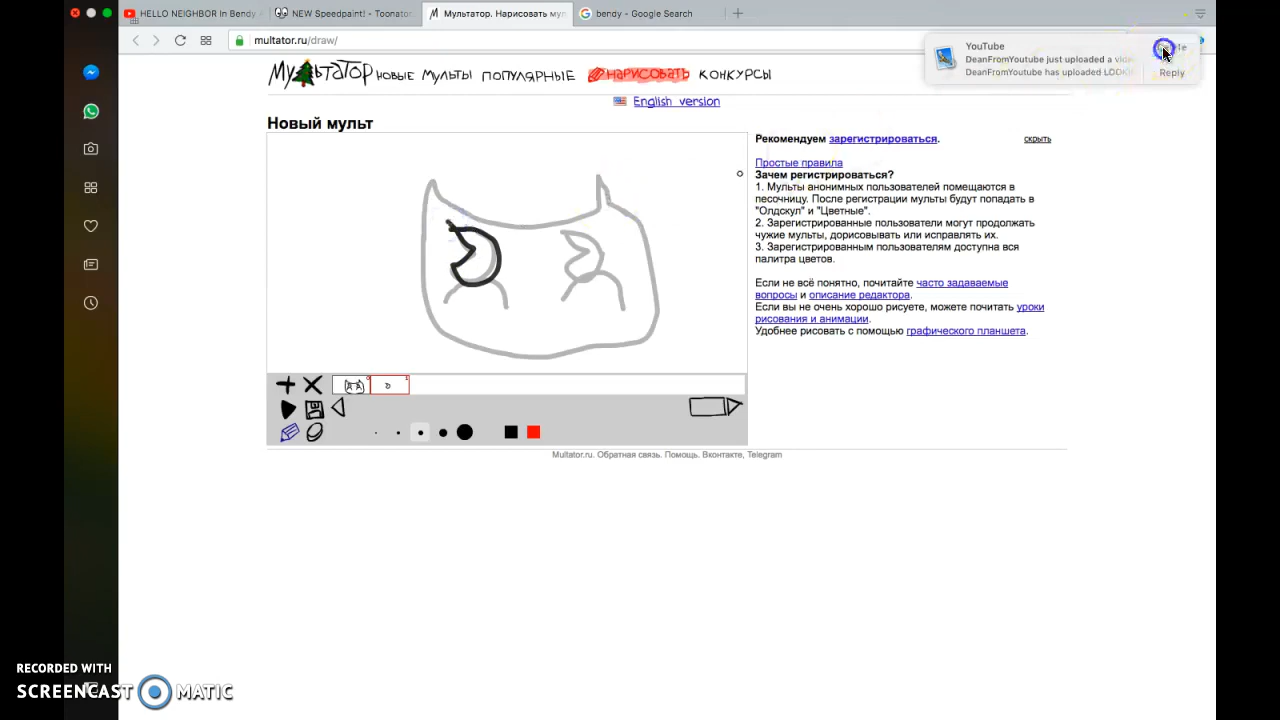 HELLO NEIGHBOR In Bendy
NEW Speedpaint! - Toonator.
Мультатор. Нарисовать мул
bendy - Google Search
multator.ru/draw/
YouTube
DeanFromYoutube just uploaded a vide
DeanFromYoutube has uploaded LOOKI
Reply
Мультатор
НОВЫЕ МУЛЬТЫ ПОПУЛЯРНЫЕ НАРИСОВАТЬ КОНКУРСЫ
English version
Новый мульт
Рекомендуем зарегистрироваться.
скрыть
Простые правила
Зачем регистрироваться?
1. Мульты анонимных пользователей помещаются в
песочницу. После регистрации мульты будут попадать в
"Олдскул" и "Цветные".
2. Зарегистрированные пользователи могут продолжать
чужие мульты, дорисовывать или исправлять их.
3. Зарегистрированным пользователям доступна вся
палитра цветов.
Если не всё понятно, почитайте часто задаваемые
вопросы и описание редактора.
Если вы не очень хорошо рисуете, можете почитать уроки
рисования и анимации.
Удобнее рисовать с помощью графического планшета.
Multator.ru. Обратная связь. Помощь. Вконтакте, Telegram
RECORDED WITH
SCREENCAST MATIC